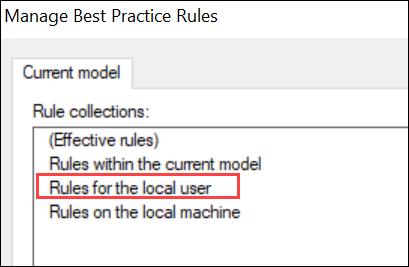 Manage Best Practice Rules
Current model
Rule collections:
(Effective rules)
Rules within the current model
Rules for the local user
Rules on the local machine